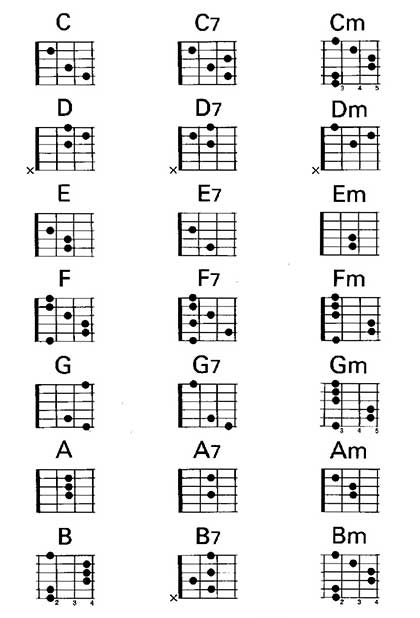 C C7 Cm
3 4 5
D D7 Dm
× × ×
E E7 Em
F F7 Fm
G G7 Gm
3 4 5
A A7 Am
B B7 Bm
2 3 4 × 2 3 4